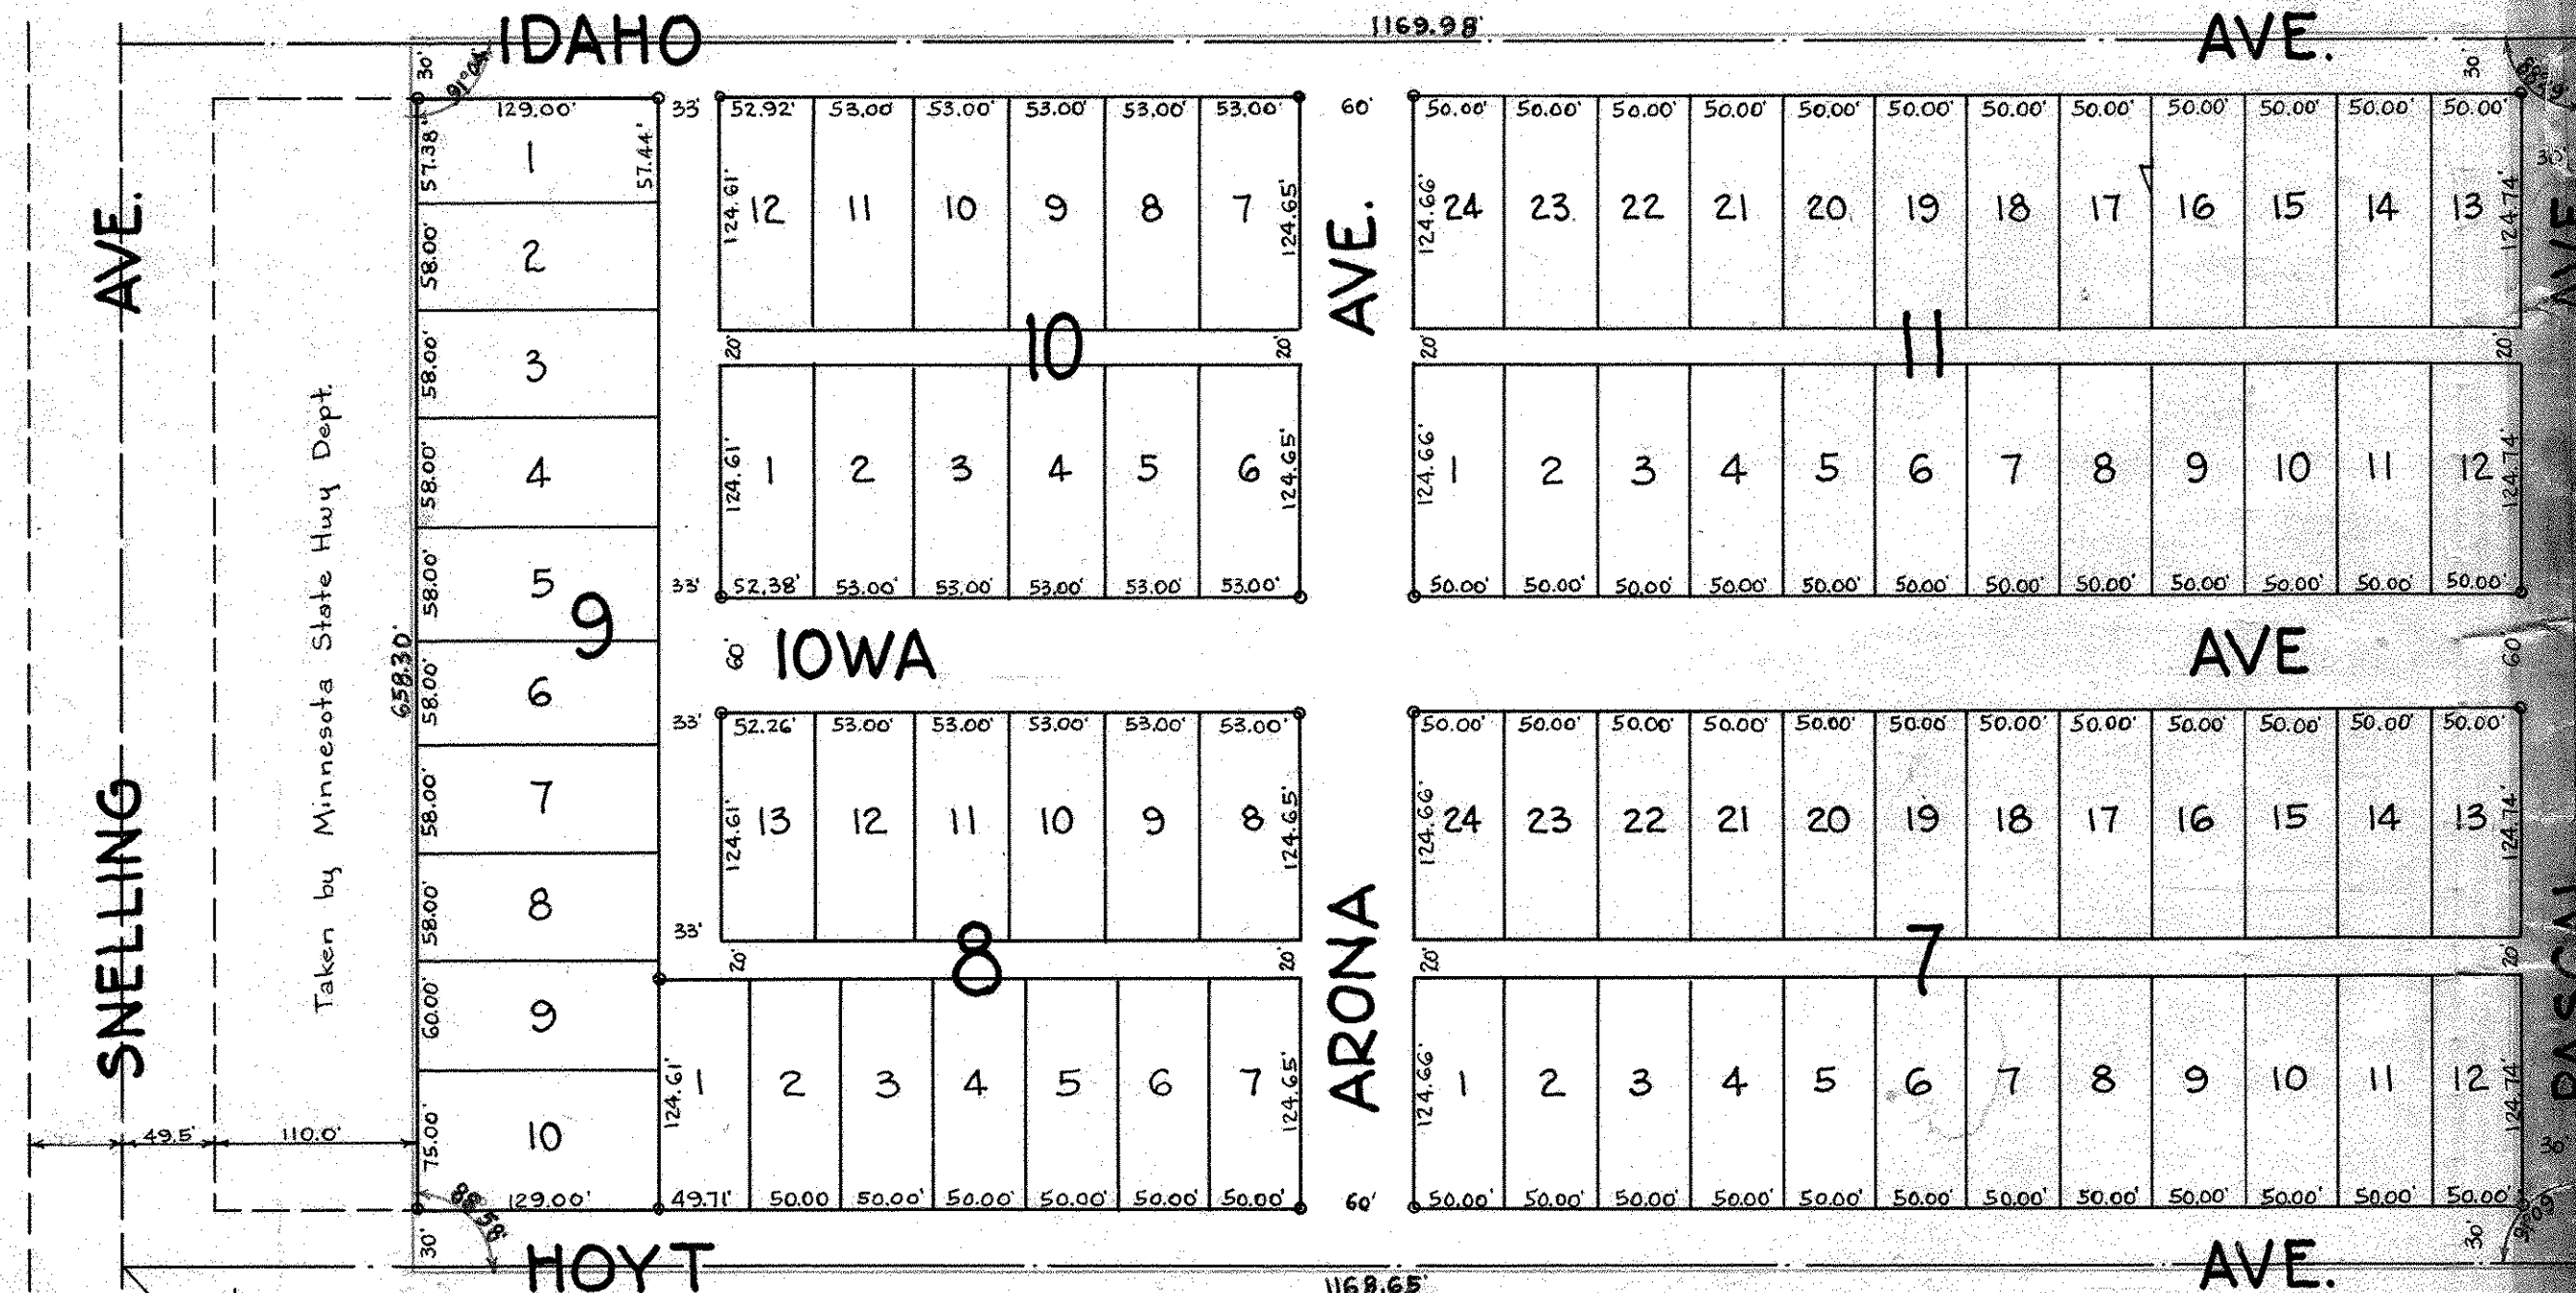 IDAHO 1169.98' AVE.
30' 91°04' 30'
129.00' 33' 52.92' 53.00 53.00' 53.00' 53.00' 53.00' 60' 50.00' 50.00' 50.00' 50.00' 50.00' 50.00' 50.00' 50.00' 50.00' 50.00' 50.00' 50.00'
57.38' 1 57.44' 30'
124.61' 12 11 10 9 8 7 124.65' 124.66' 24 23 22 21 20 19 18 17 16 15 14 13 124.74'
58.00' 2
AVE. AVE. AVE.
20' 10 20' 20' 11 20'
58.00' 3
58.00' 4
124.61' 1 2 3 4 5 6 124.65' 124.66' 1 2 3 4 5 6 7 8 9 10 11 12 124.74'
58.00' 5
33' 52.38' 53.00' 53.00' 53.00' 53.00' 53.00' 50.00' 50.00' 50.00' 50.00' 50.00' 50.00' 50.00' 50.00' 50.00' 50.00' 50.00' 50.00'
9
658.30'
60' IOWA AVE 60'
Taken by Minnesota State Hwy Dept.
58.00' 6
33' 52.26' 53.00' 53.00' 53.00' 53.00' 53.00' 50.00' 50.00' 50.00' 50.00' 50.00' 50.00' 50.00' 50.00' 50.00' 50.00' 50.00' 50.00'
58.00' 7
124.61' 13 12 11 10 9 8 124.65' 124.66' 24 23 22 21 20 19 18 17 16 15 14 13 124.74'
58.00' 8
SNELLING
33' 20' 8 20' 20' 7 20'
ARONA
60.00' 9
124.61' 1 2 3 4 5 6 7 124.65' 124.66' 1 2 3 4 5 6 7 8 9 10 11 12 124.74'
49.5' 110.0' 75.00' 10 30
88°58' 129.00' 49.71' 50.00 50.00' 50.00' 50.00' 50.00' 50.00' 60' 50.00' 50.00' 50.00' 50.00' 50.00' 50.00' 50.00' 50.00' 50.00' 50.00' 50.00' 50.00'
30' 30'
HOYT 1168.65' AVE.